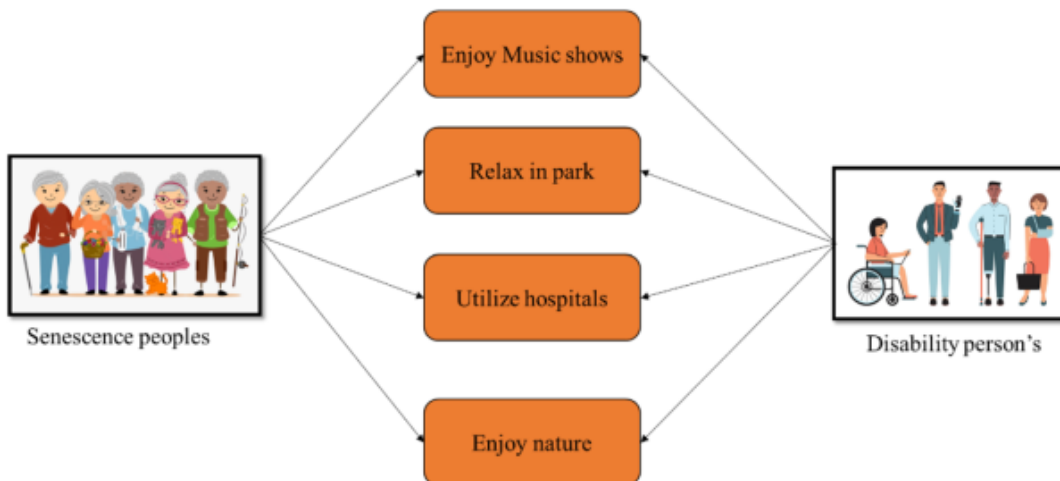 Enjoy Music shows
Relax in park
Utilize hospitals
Enjoy nature
Senescence peoples
Disability person's